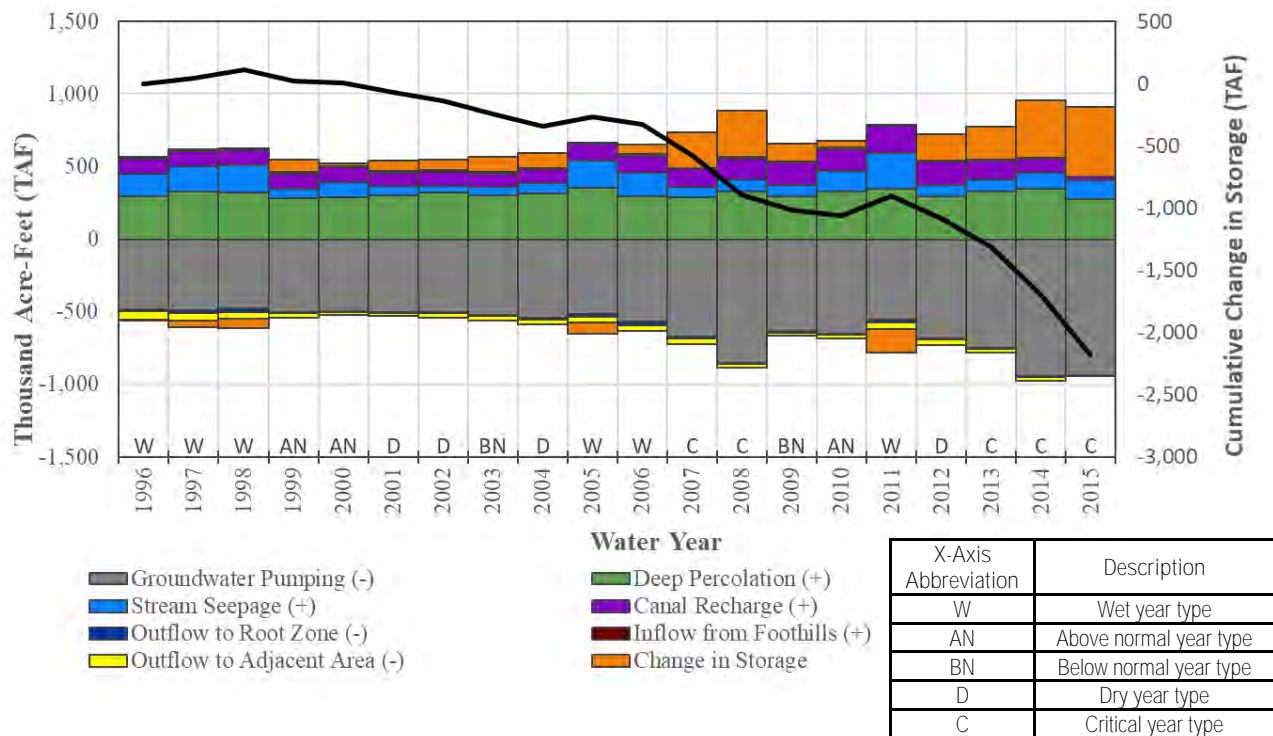 1,500
1,000
500
0
-500
-1,000
-1,500
Thousand Acre-Feet (TAF)
500
0
-500
-1,000
-1,500
-2,000
-2,500
-3,000
Cumulative Change in Storage (TAF)
W W W AN AN D D BN D W W C C BN AN W D C C C
1996 1997 1998 1999 2000 2001 2002 2003 2004 2005 2006 2007 2008 2009 2010 2011 2012 2013 2014 2015
Water Year
Groundwater Pumping (-) Deep Percolation (+)
Stream Seepage (+) Canal Recharge (+)
Outflow to Root Zone (-) Inflow from Foothills (+)
Outflow to Adjacent Area (-) Change in Storage
X-Axis
Abbreviation Description
W Wet year type
AN Above normal year type
BN Below normal year type
D Dry year type
C Critical year type